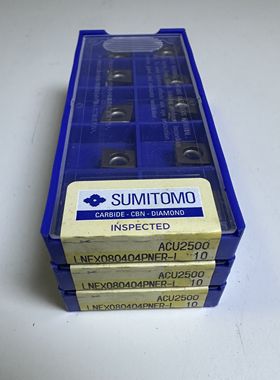 SUMITOMO
CARBIDE - CBN - DIAMOND
INSPECTED
ACU2500
LNEX080404PNER-L 10
ACU2500
LNEX080404PNER-L 10
ACU2500
LNEX080404PNER-L 10